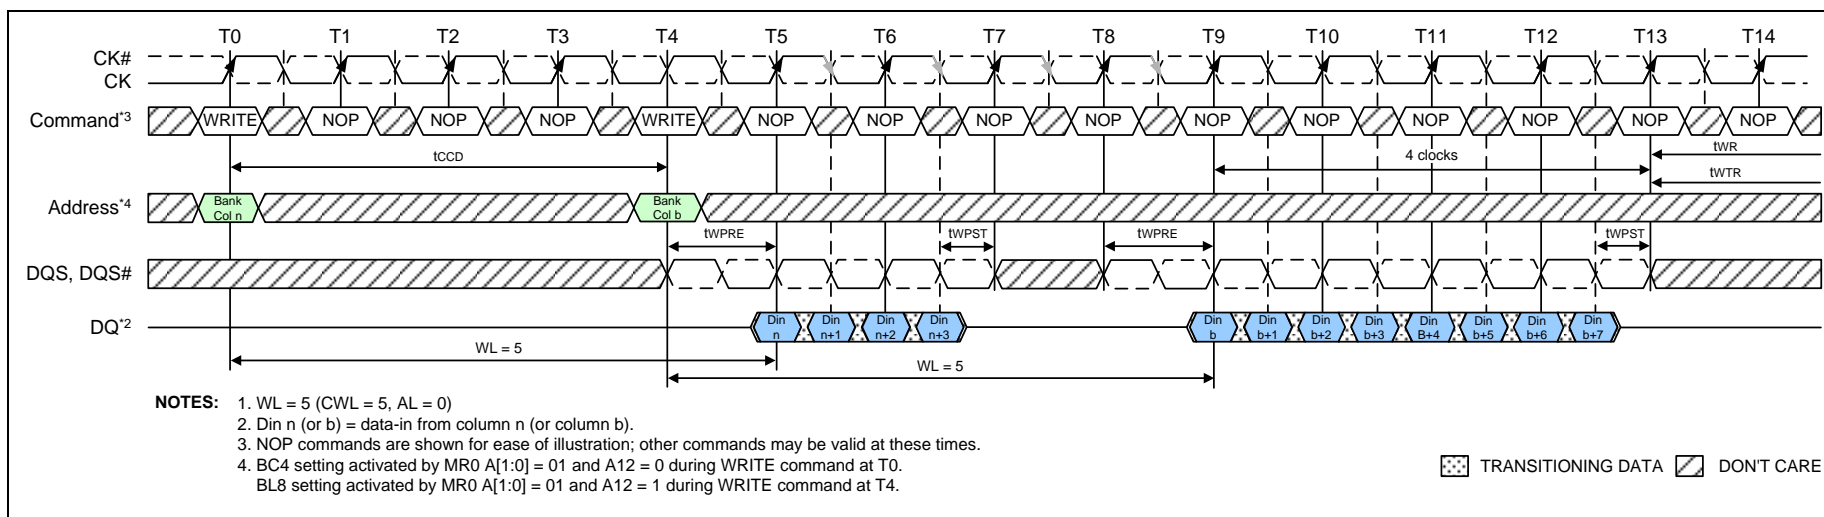 T0 T1 T2 T3 T4 T5 T6 T7 T8 T9 T10 T11 T12 T13 T14
CK#
CK
Command*3 WRITE NOP NOP NOP WRITE NOP NOP NOP NOP NOP NOP NOP NOP NOP NOP
tCCD 4 clocks tWR
tWTR
Address*4 Bank Col n Bank Col b
tWPRE tWPST tWPRE tWPST
DQS, DQS#
DQ*2 Din n Din n+1 Din n+2 Din n+3 Din b Din b+1 Din b+2 Din b+3 Din B+4 Din b+5 Din b+6 Din b+7
WL = 5
WL = 5
NOTES: 1. WL = 5 (CWL = 5, AL = 0)
2. Din n (or b) = data-in from column n (or column b).
3. NOP commands are shown for ease of illustration; other commands may be valid at these times.
4. BC4 setting activated by MR0 A[1:0] = 01 and A12 = 0 during WRITE command at T0.
BL8 setting activated by MR0 A[1:0] = 01 and A12 = 1 during WRITE command at T4.
TRANSITIONING DATA DON'T CARE